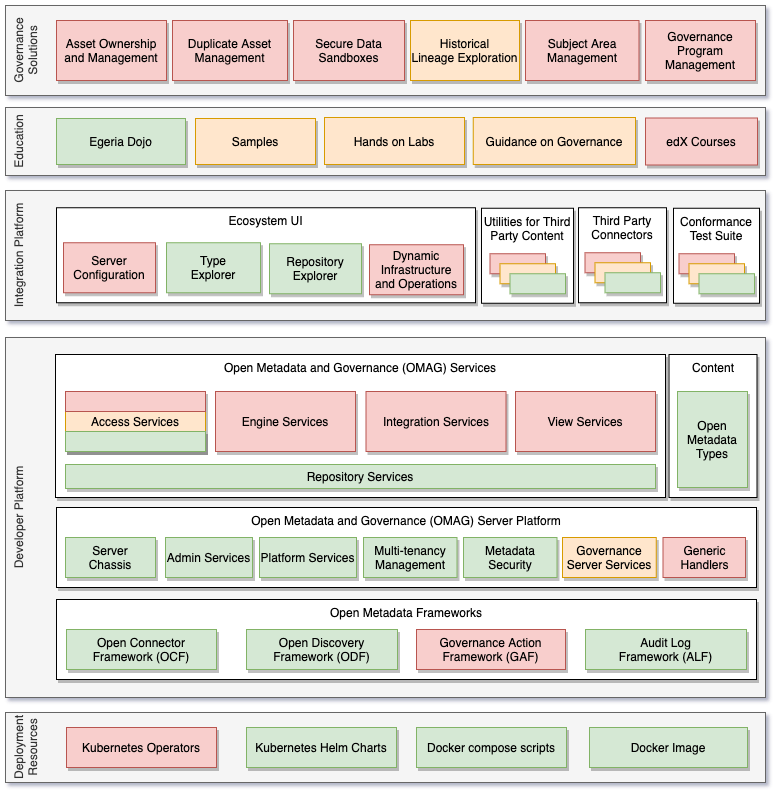 Governance
Solutions
Asset Ownership
and Management
Duplicate Asset
Management
Secure Data
Sandboxes
Historical
Lineage Exploration
Subject Area
Management
Governance
Program
Management
Education
Egeria Dojo
Samples
Hands on Labs
Guidance on Governance
edX Courses
Integration Platform
Ecosystem UI
Server
Configuration
Type
Explorer
Repository
Explorer
Dynamic
Infrastructure
and Operations
Utilities for Third
Party Content
Third Party
Connectors
Conformance
Test Suite
Developer Platform
Open Metadata and Governance (OMAG) Services
Access Services
Engine Services
Integration Services
View Services
Repository Services
Content
Open
Metadata
Types
Open Metadata and Governance (OMAG) Server Platform
Server
Chassis
Admin Services
Platform Services
Multi-tenancy
Management
Metadata
Security
Governance
Server Services
Generic
Handlers
Open Metadata Frameworks
Open Connector
Framework (OCF)
Open Discovery
Framework (ODF)
Governance Action
Framework (GAF)
Audit Log
Framework (ALF)
Deployment
Resources
Kubernetes Operators
Kubernetes Helm Charts
Docker compose scripts
Docker Image